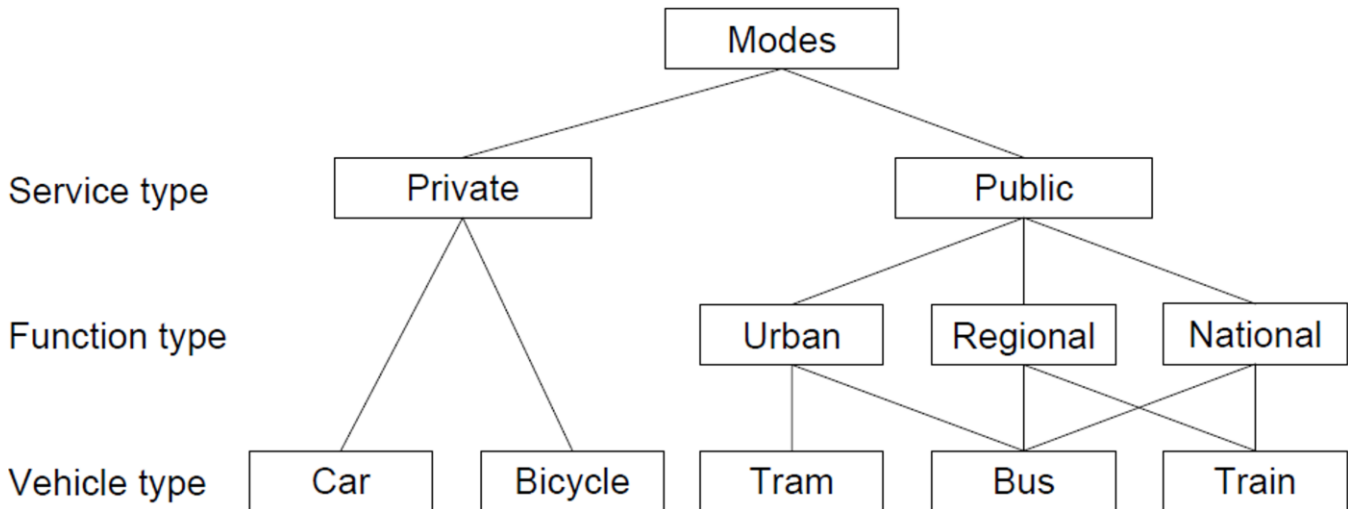 Modes
Service type Private Public
Function type Urban Regional National
Vehicle type Car Bicycle Tram Bus Train